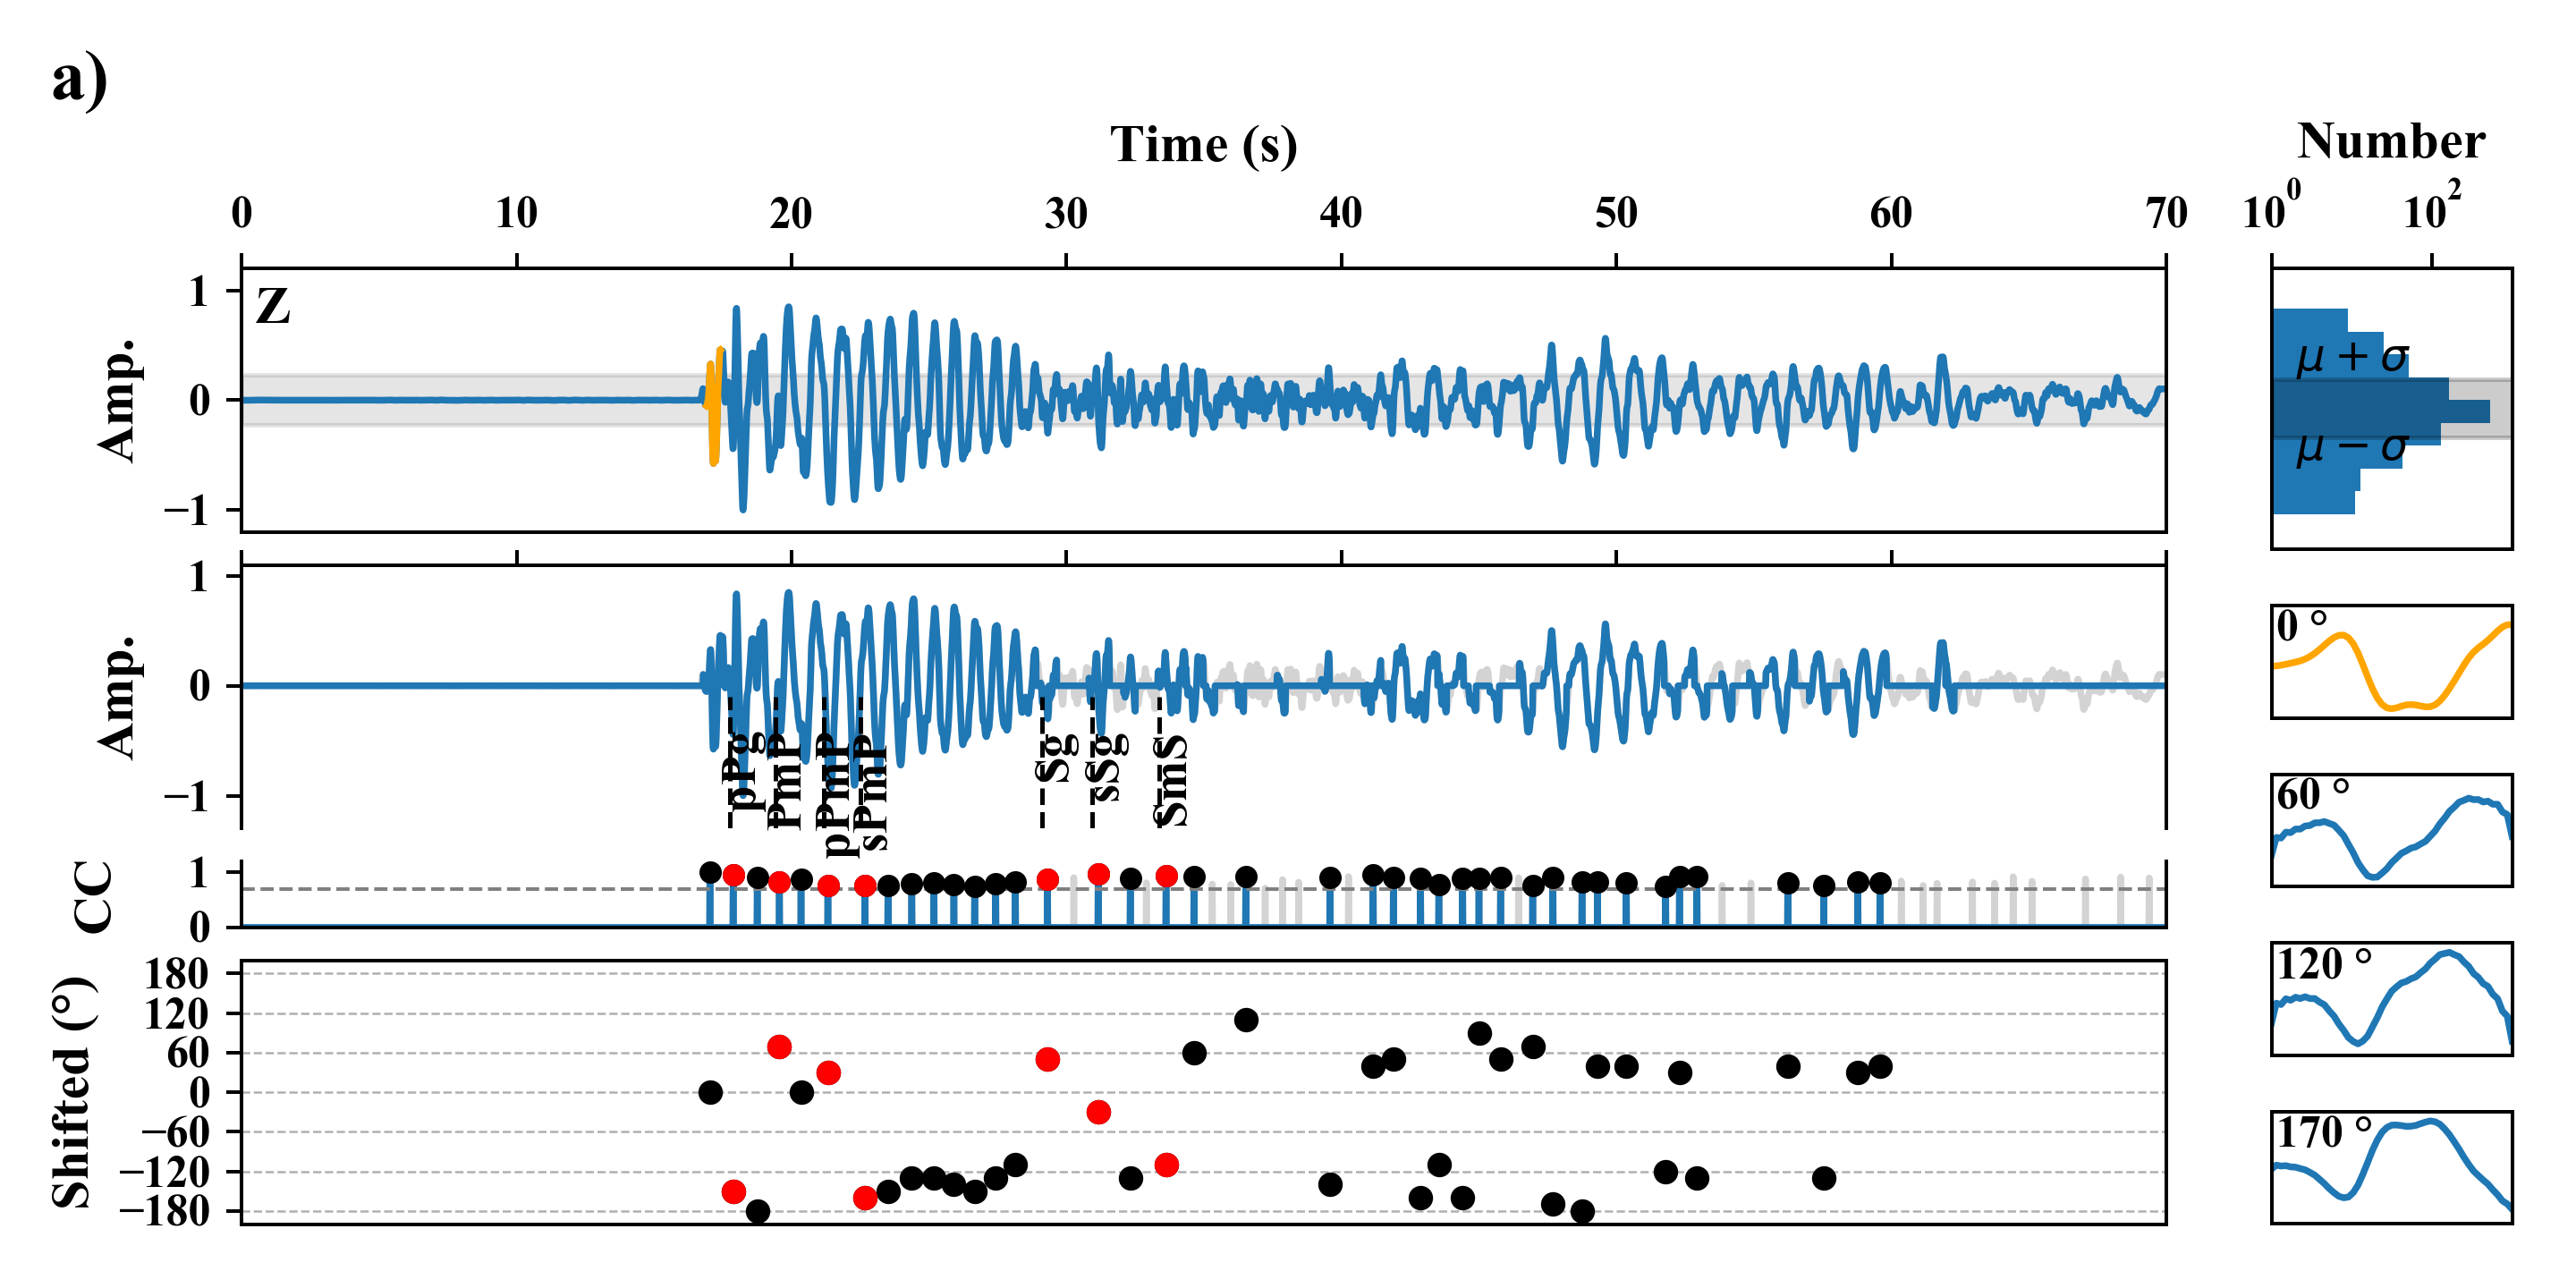 a)
Time (s)
Number
0 10 20 30 40 50 60 70
10^0 10^2
Z
Amp.
1
0
−1
μ + σ
μ − σ
Amp.
1
0
−1
pPg
PmP
pPmP
sPmP
Sg
sSg
SmS
0 °
60 °
CC
1
0
120 °
Shifted (°)
180
120
60
0
−60
−120
−180
170 °